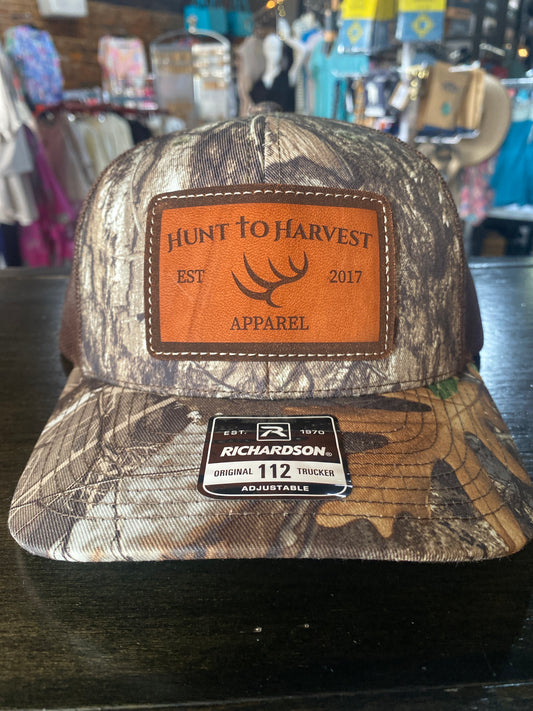 Hunt to Harvest
EST 2017
APPAREL
EST. R 1970
RICHARDSON®
ORIGINAL 112 TRUCKER
ADJUSTABLE